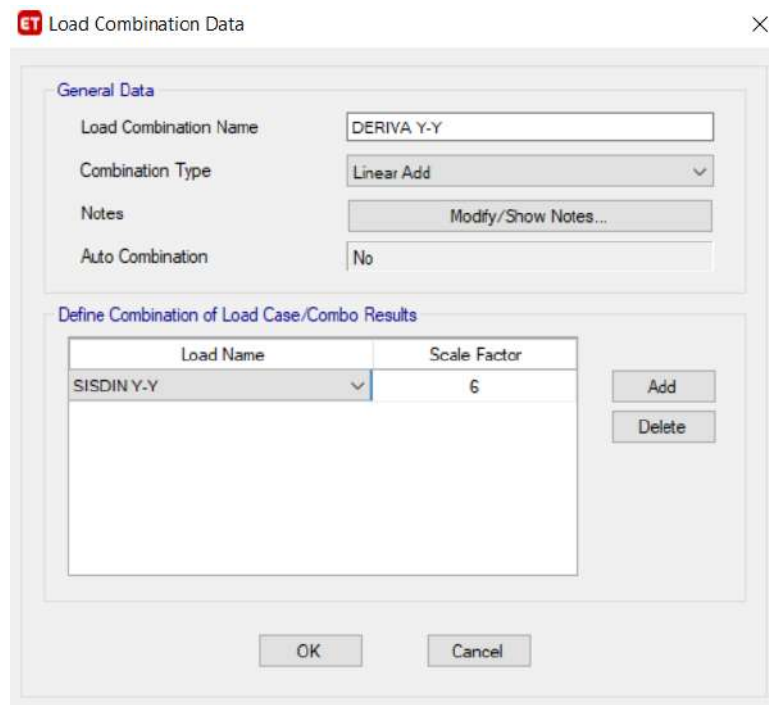 ET Load Combination Data
General Data
Load Combination Name DERIVA Y-Y
Combination Type Linear Add
Notes Modify/Show Notes...
Auto Combination No
Define Combination of Load Case/Combo Results
Load Name Scale Factor
SISDIN Y-Y 6 Add
Delete
OK Cancel